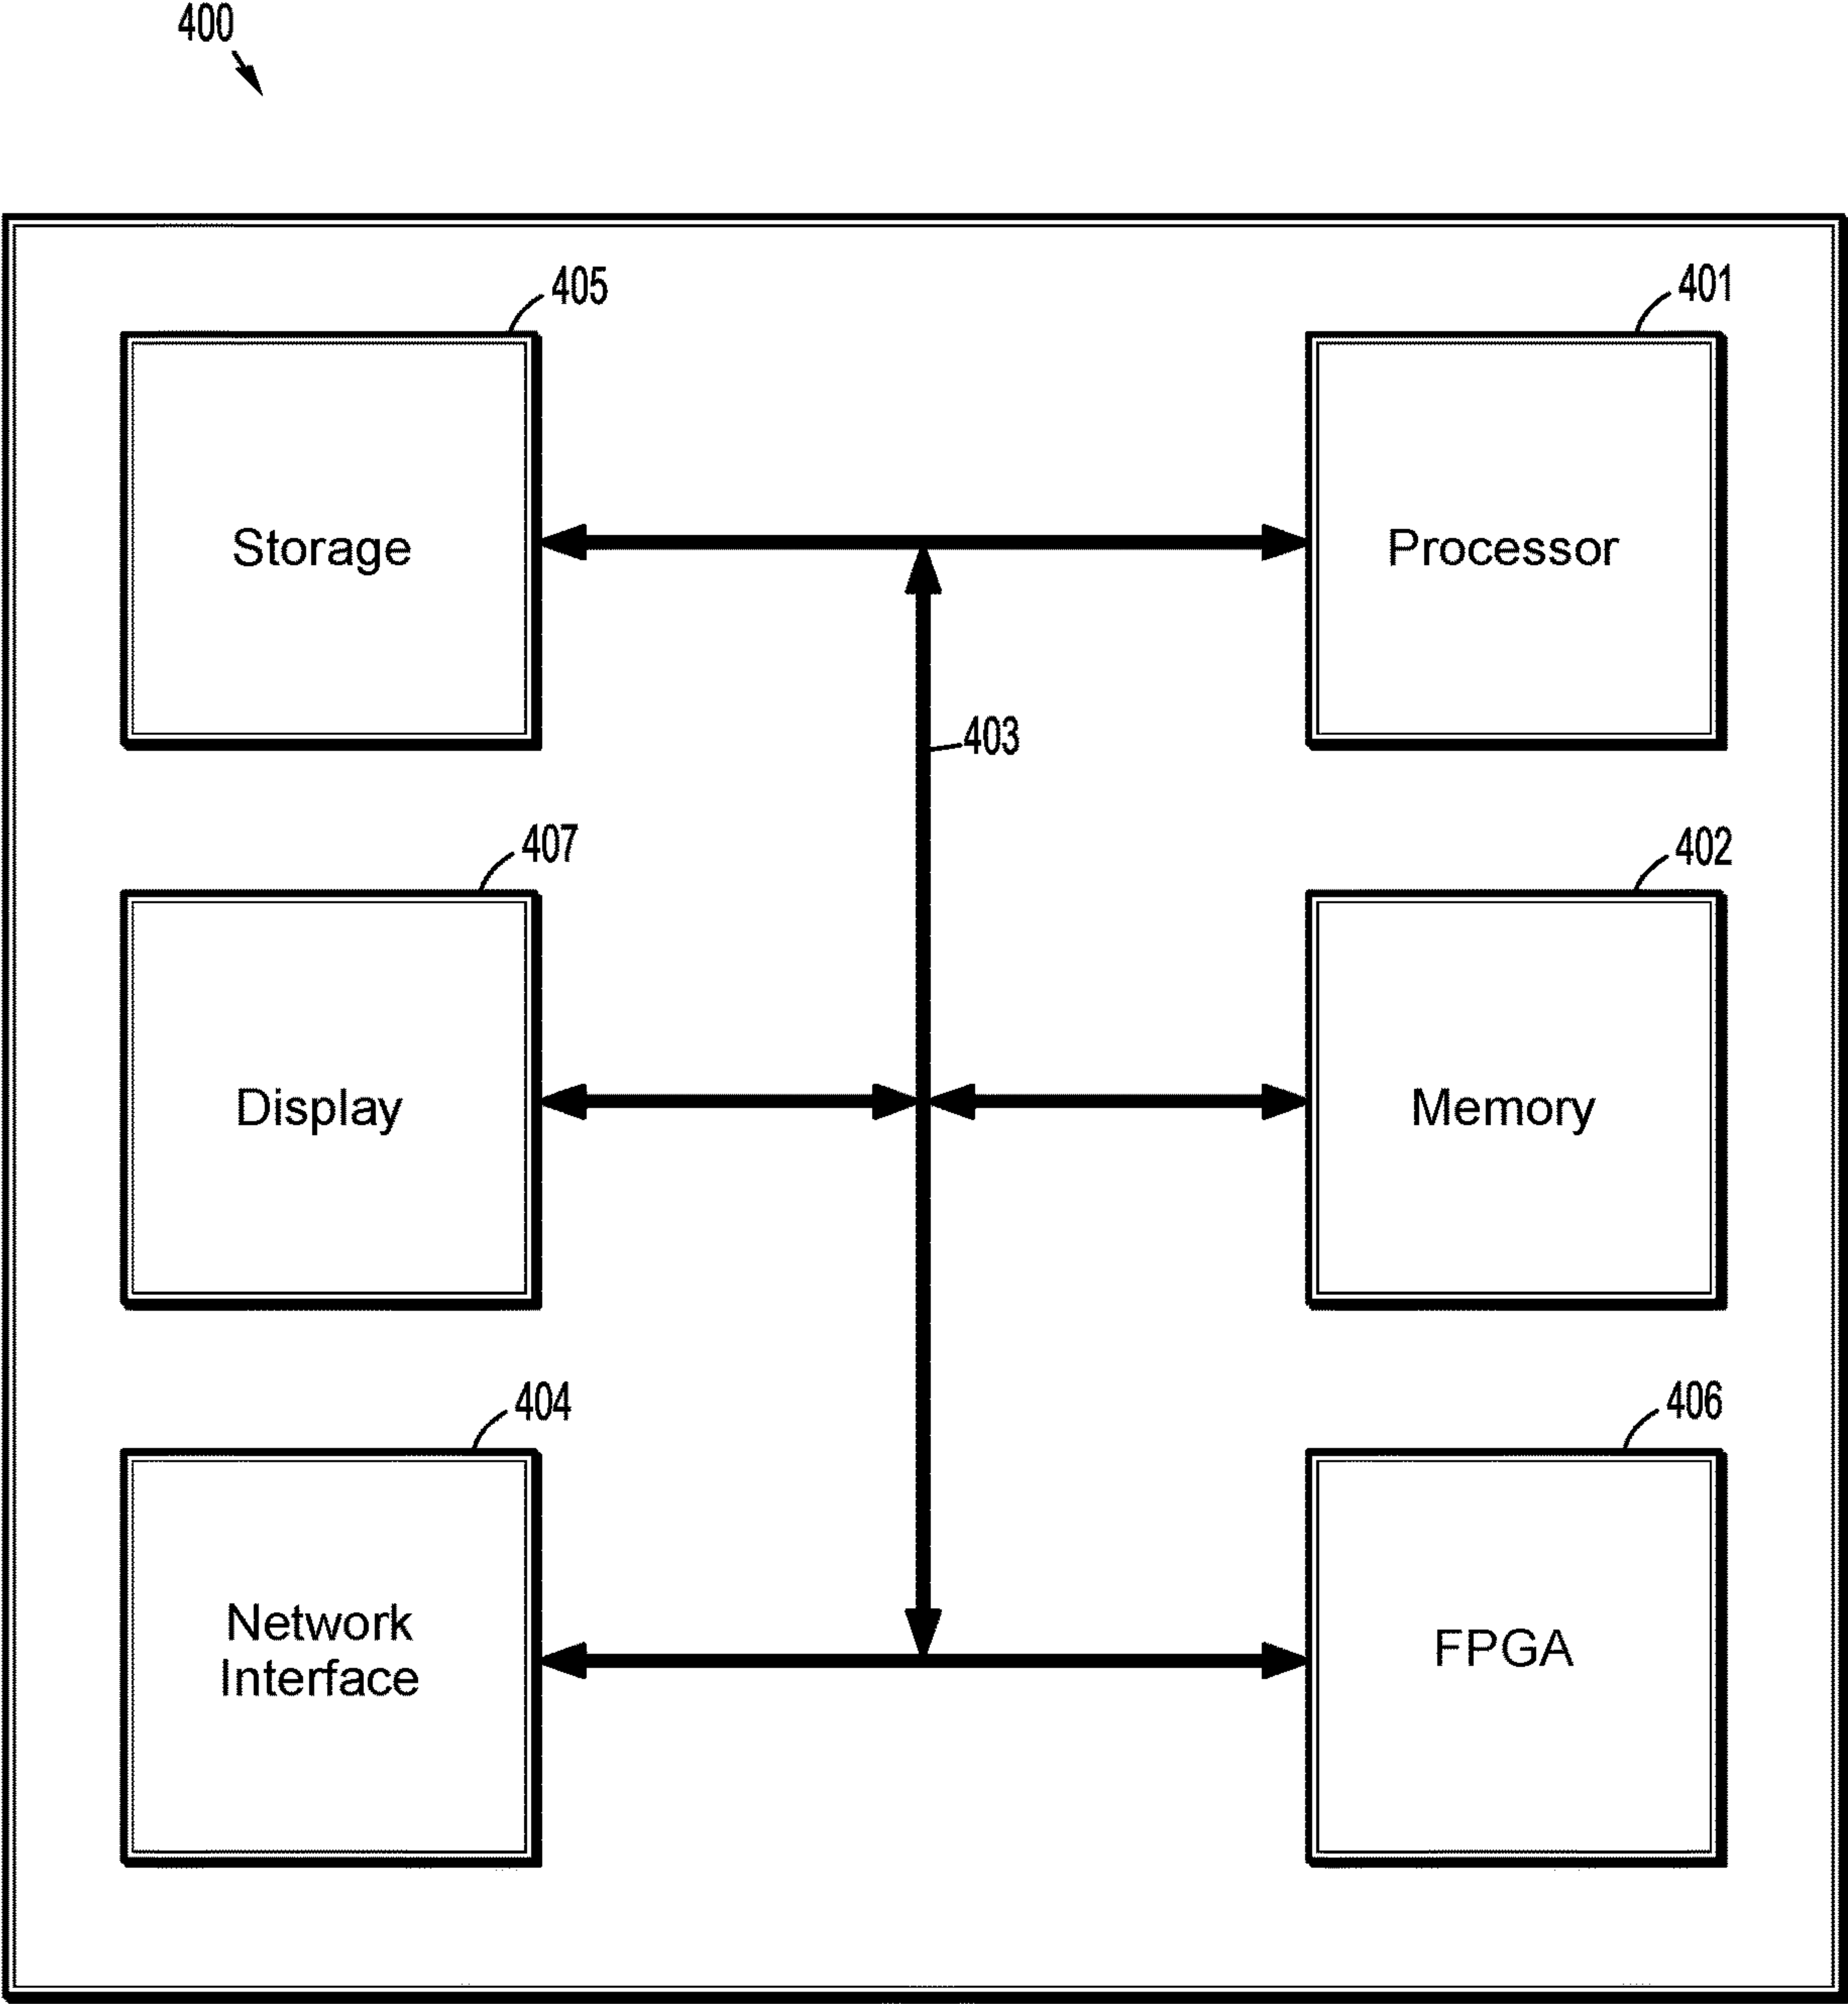 400
405
401
Storage
Processor
403
407
402
Display
Memory
404
406
Network
Interface
FPGA